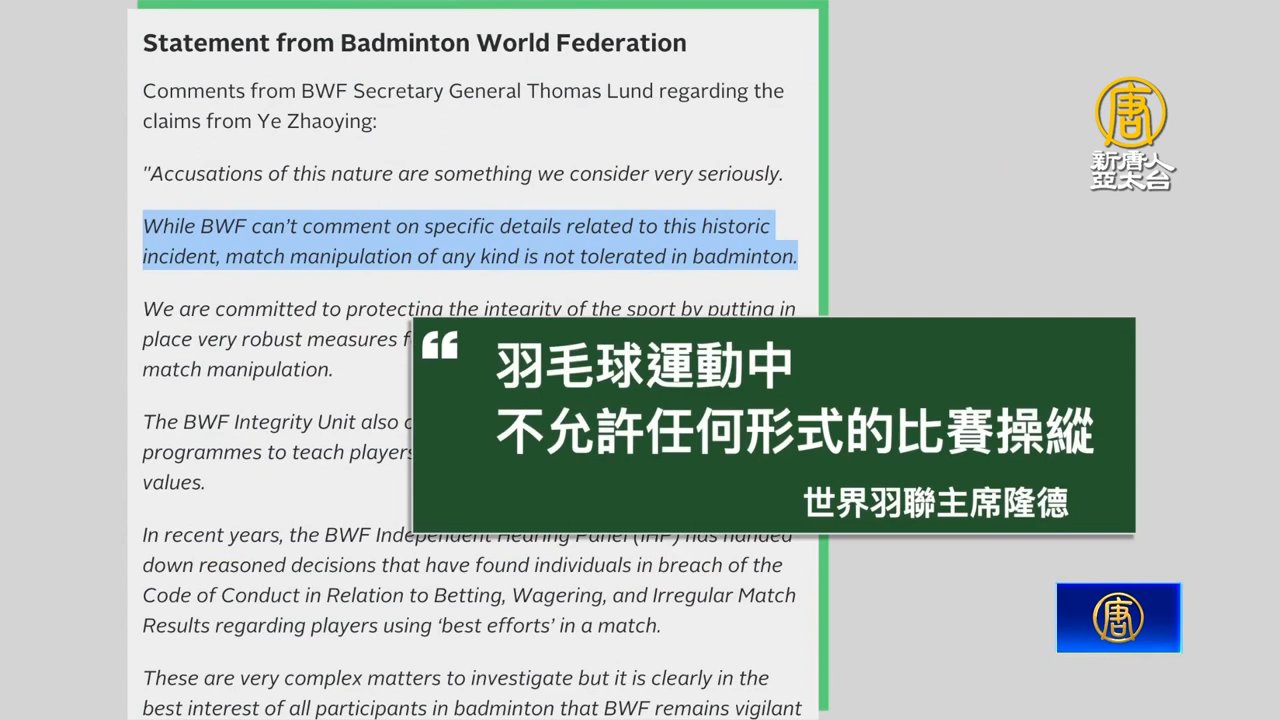 Statement from Badminton World Federation
Comments from BWF Secretary General Thomas Lund regarding the
claims from Ye Zhaoying:
"Accusations of this nature are something we consider very seriously.
While BWF can't comment on specific details related to this historic
incident, match manipulation of any kind is not tolerated in badminton.
We are committed to protecting the integrity of the sport by putting in
place very robust measures
match manipulation.
The BWF Integrity Unit also
programmes to teach players
values.
In recent years, the BWF Independent Hearing Panel (IHP) has handed
down reasoned decisions that have found individuals in breach of the
Code of Conduct in Relation to Betting, Wagering, and Irregular Match
Results regarding players using 'best efforts' in a match.
These are very complex matters to investigate but it is clearly in the
best interest of all participants in badminton that BWF remains vigilant
“
羽毛球運動中
不允許任何形式的比賽操縱
世界羽聯主席隆德
唐
新唐人
亞太台
唐